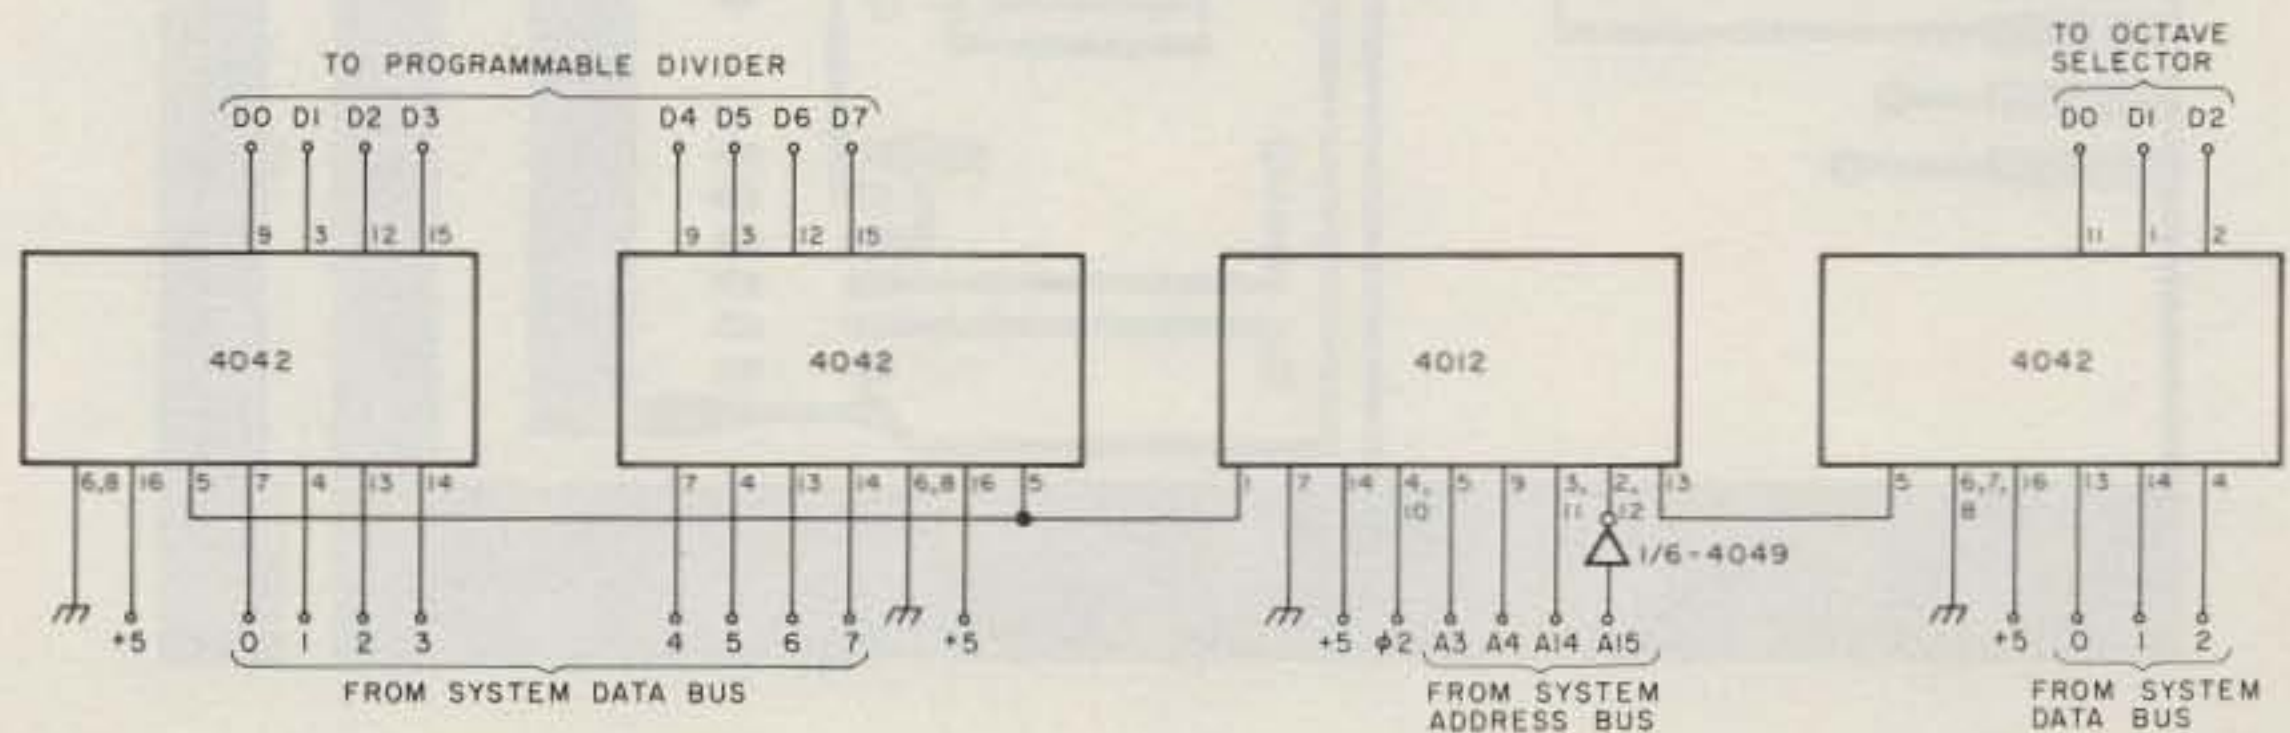 TO PROGRAMMABLE DIVIDER
D0 D1 D2 D3 D4 D5 D6 D7
TO OCTAVE
SELECTOR
D0 D1 D2
9 3 12 15
9 3 12 15
11 1 2
4042
4042
4012
4042
6,8 16 5 7 4 13 14
7 4 13 14 6,8 16 5
1 7 14 4, 5 9 3, 2, 13
10 11 12
5 6,7, 16 13 14 4
8
1/6-4049
+5 0 1 2 3
4 5 6 7 +5
+5 φ2 A3 A4 A14 A15
+5 0 1 2
FROM SYSTEM DATA BUS
FROM SYSTEM
ADDRESS BUS
FROM SYSTEM
DATA BUS